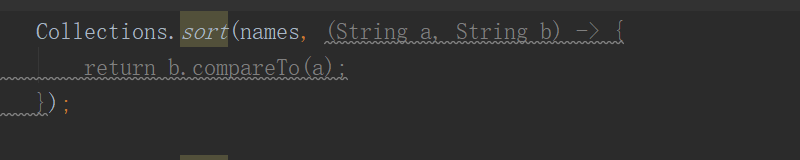 Collections.sort(names, (String a, String b) -> {
return b.compareTo(a);
});